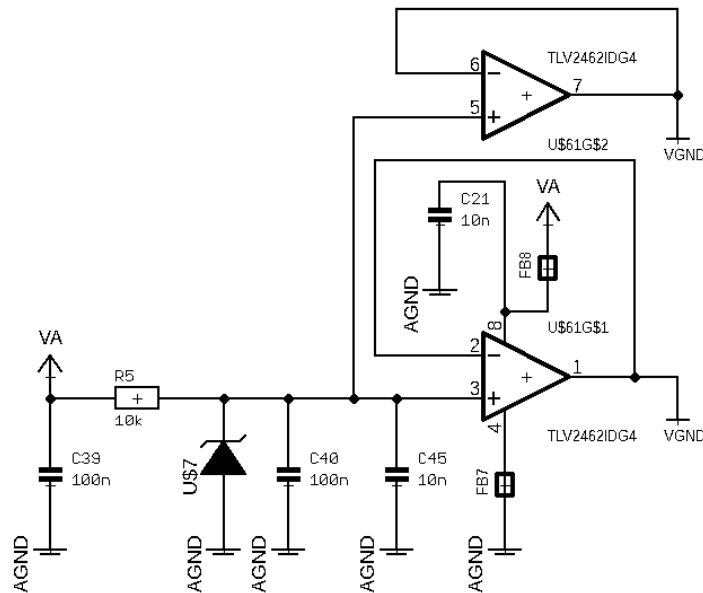 TLV2462IDG4
6
7
5
U$61G$2
VGND
C21
10n
VA
FB8
AGND
U$61G$1
8
2
1
3
4
VGND
TLV2462IDG4
VA
R5
10k
C39
100n
U$7
C40
100n
C45
10n
FB7
AGND
AGND
AGND
AGND
AGND